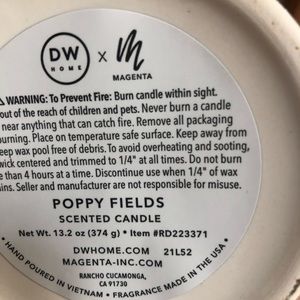 DW
HOME
X
M
MAGENTA
WARNING: To Prevent Fire: Burn candle within sight.
out of the reach of children and pets. Never burn a candle
near anything that can catch fire. Remove all packaging
burning. Place on temperature safe surface. Keep away from
eep wax pool free of debris. To avoid overheating and sooting,
wick centered and trimmed to 1/4" at all times. Do not burn
e than 4 hours at a time. Discontinue use when 1/4" of wax
ins. Seller and manufacturer are not responsible for misuse.
POPPY FIELDS
SCENTED CANDLE
Net Wt. 13.2 oz (374 g) • Item #RD223371
DWHOME.COM 21L52
MAGENTA-INC.COM
RANCHO CUCAMONGA,
CA 91730
• HAND POURED IN VIETNAM • FRAGRANCE MADE IN THE USA •